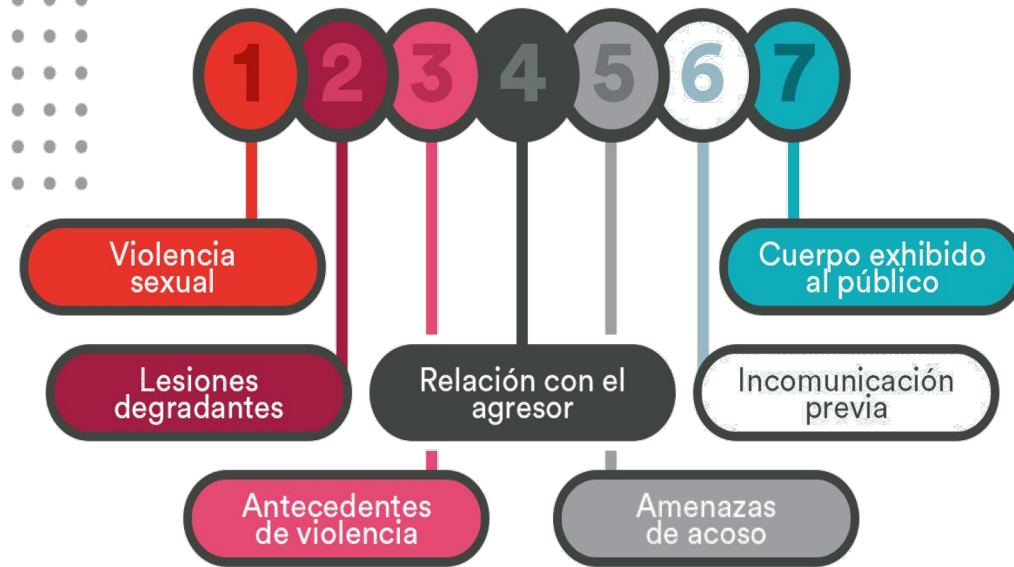 1 2 3 4 5 6 7
Violencia
sexual
Cuerpo exhibido
al público
Lesiones
degradantes
Relación con el
agresor
Incomunicación
previa
Antecedentes
de violencia
Amenazas
de acoso